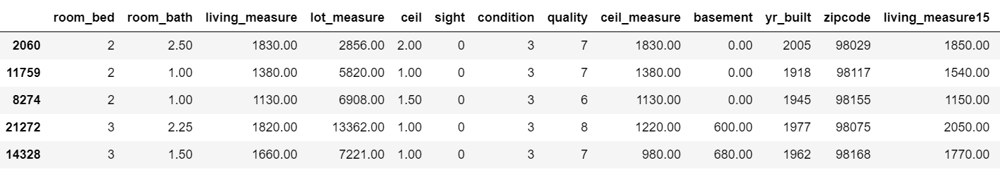 room_bed room_bath living_measure lot_measure ceil sight condition quality ceil_measure basement yr_built zipcode living_measure15
2060 2 2.50 1830.00 2856.00 2.00 0 3 7 1830.00 0.00 2005 98029 1850.00
11759 2 1.00 1380.00 5820.00 1.00 0 3 7 1380.00 0.00 1918 98117 1540.00
8274 2 1.00 1130.00 6908.00 1.50 0 3 6 1130.00 0.00 1945 98155 1150.00
21272 3 2.25 1820.00 13362.00 1.00 0 3 8 1220.00 600.00 1977 98075 2050.00
14328 3 1.50 1660.00 7221.00 1.00 0 3 7 980.00 680.00 1962 98168 1770.00